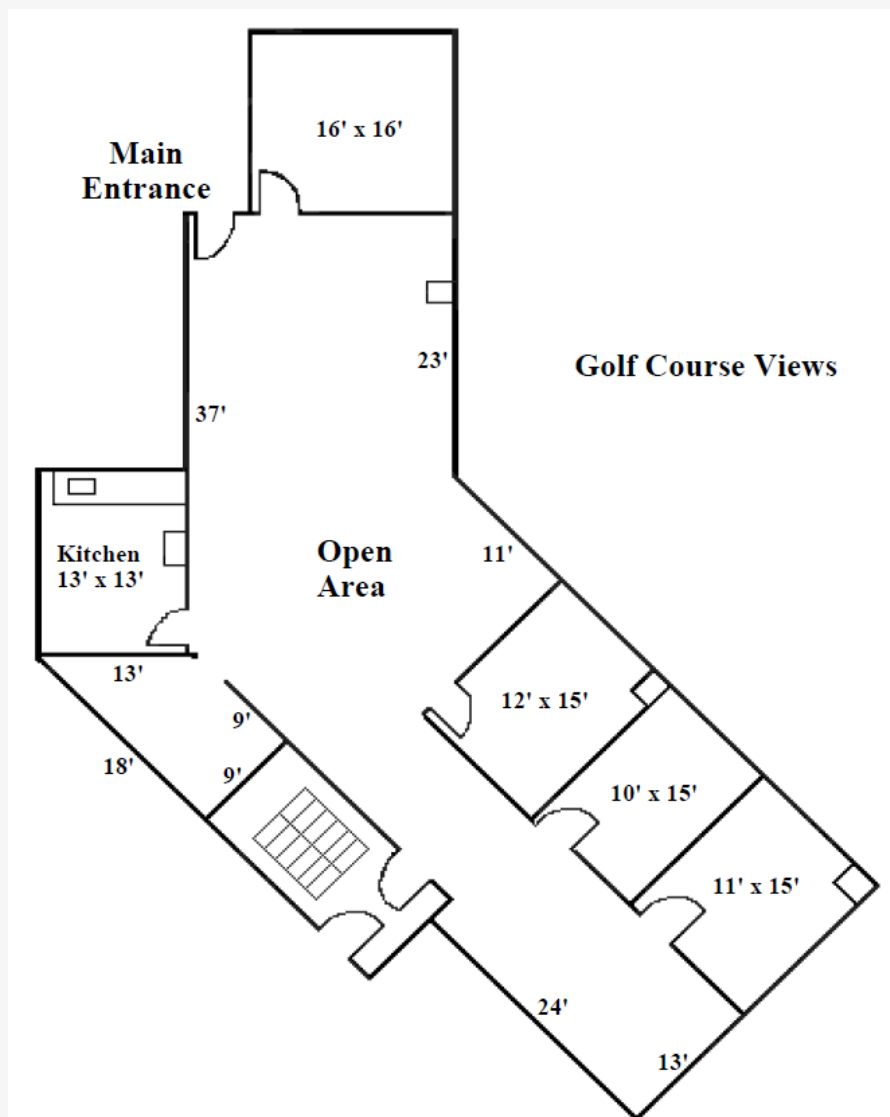 16' x 16'
Main
Entrance
23'
Golf Course Views
37'
Open
Area
11'
Kitchen
13' x 13'
13'
12' x 15'
9'
18'
9'
10' x 15'
11' x 15'
24'
13'